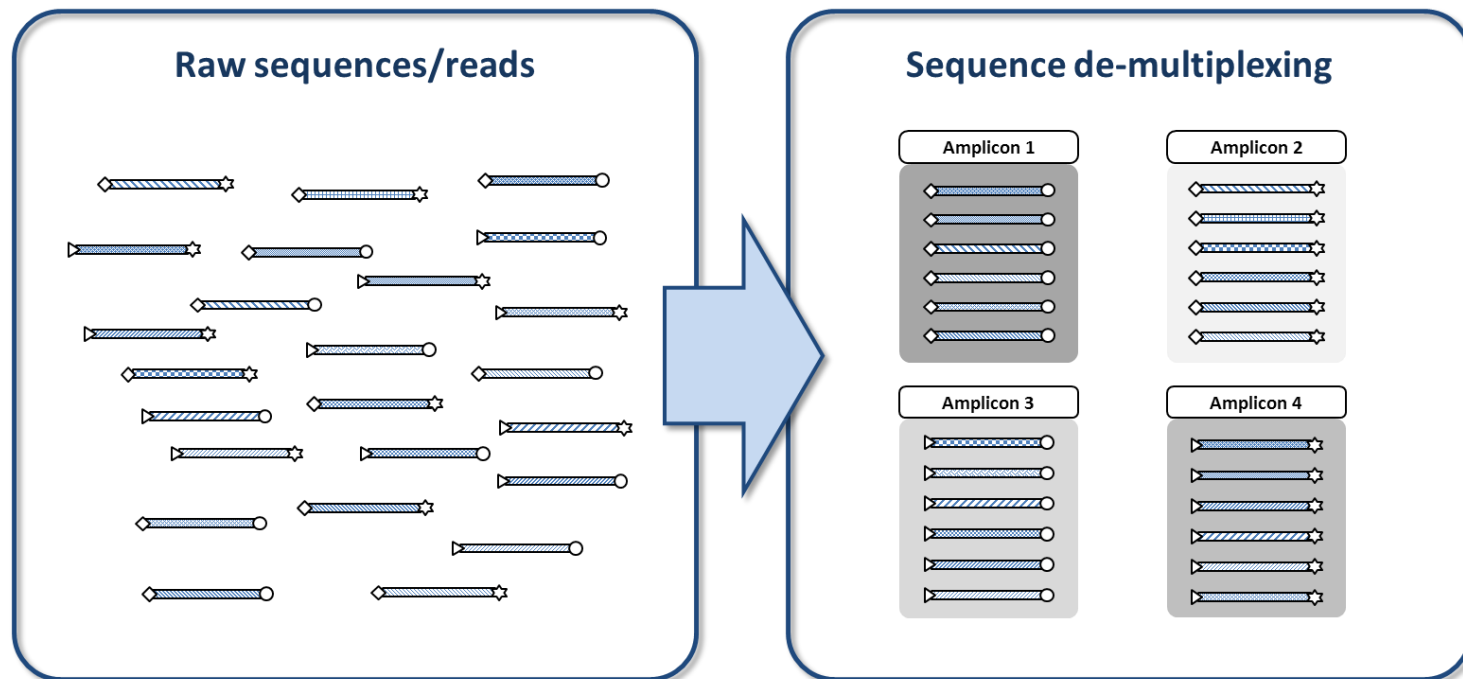 Raw sequences/reads
Sequence de-multiplexing
Amplicon 1
Amplicon 2
Amplicon 3
Amplicon 4